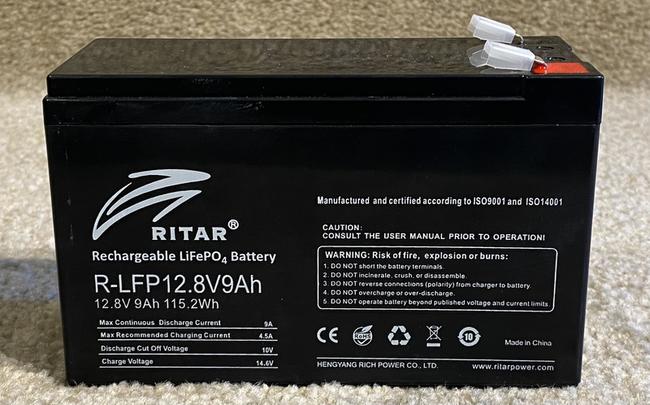 RITAR®
Rechargeable LiFePO4 Battery
R-LFP12.8V9Ah
12.8V 9Ah 115.2Wh
Max Continuous Discharge Current 9A
Max Recommended Charging Current 4.5A
Discharge Cut Off Voltage 10V
Charge Voltage 14.6V
Manufactured and certified according to ISO9001 and ISO14001
CAUTION:
CONSULT THE USER MANUAL PRIOR TO OPERATION!
WARNING: Risk of fire, explosion or burns:
1. DO NOT short the battery terminals.
2. DO NOT incinerate, crush, or disassemble.
3. DO NOT reverse connections (polarity) from charger to battery.
4. DO NOT overcharge or over-discharge.
5. DO NOT operate battery beyond published voltage and current limits.
CE
10
Made in China
HENGYANG RICH POWER CO., LTD. www.ritarpower.com